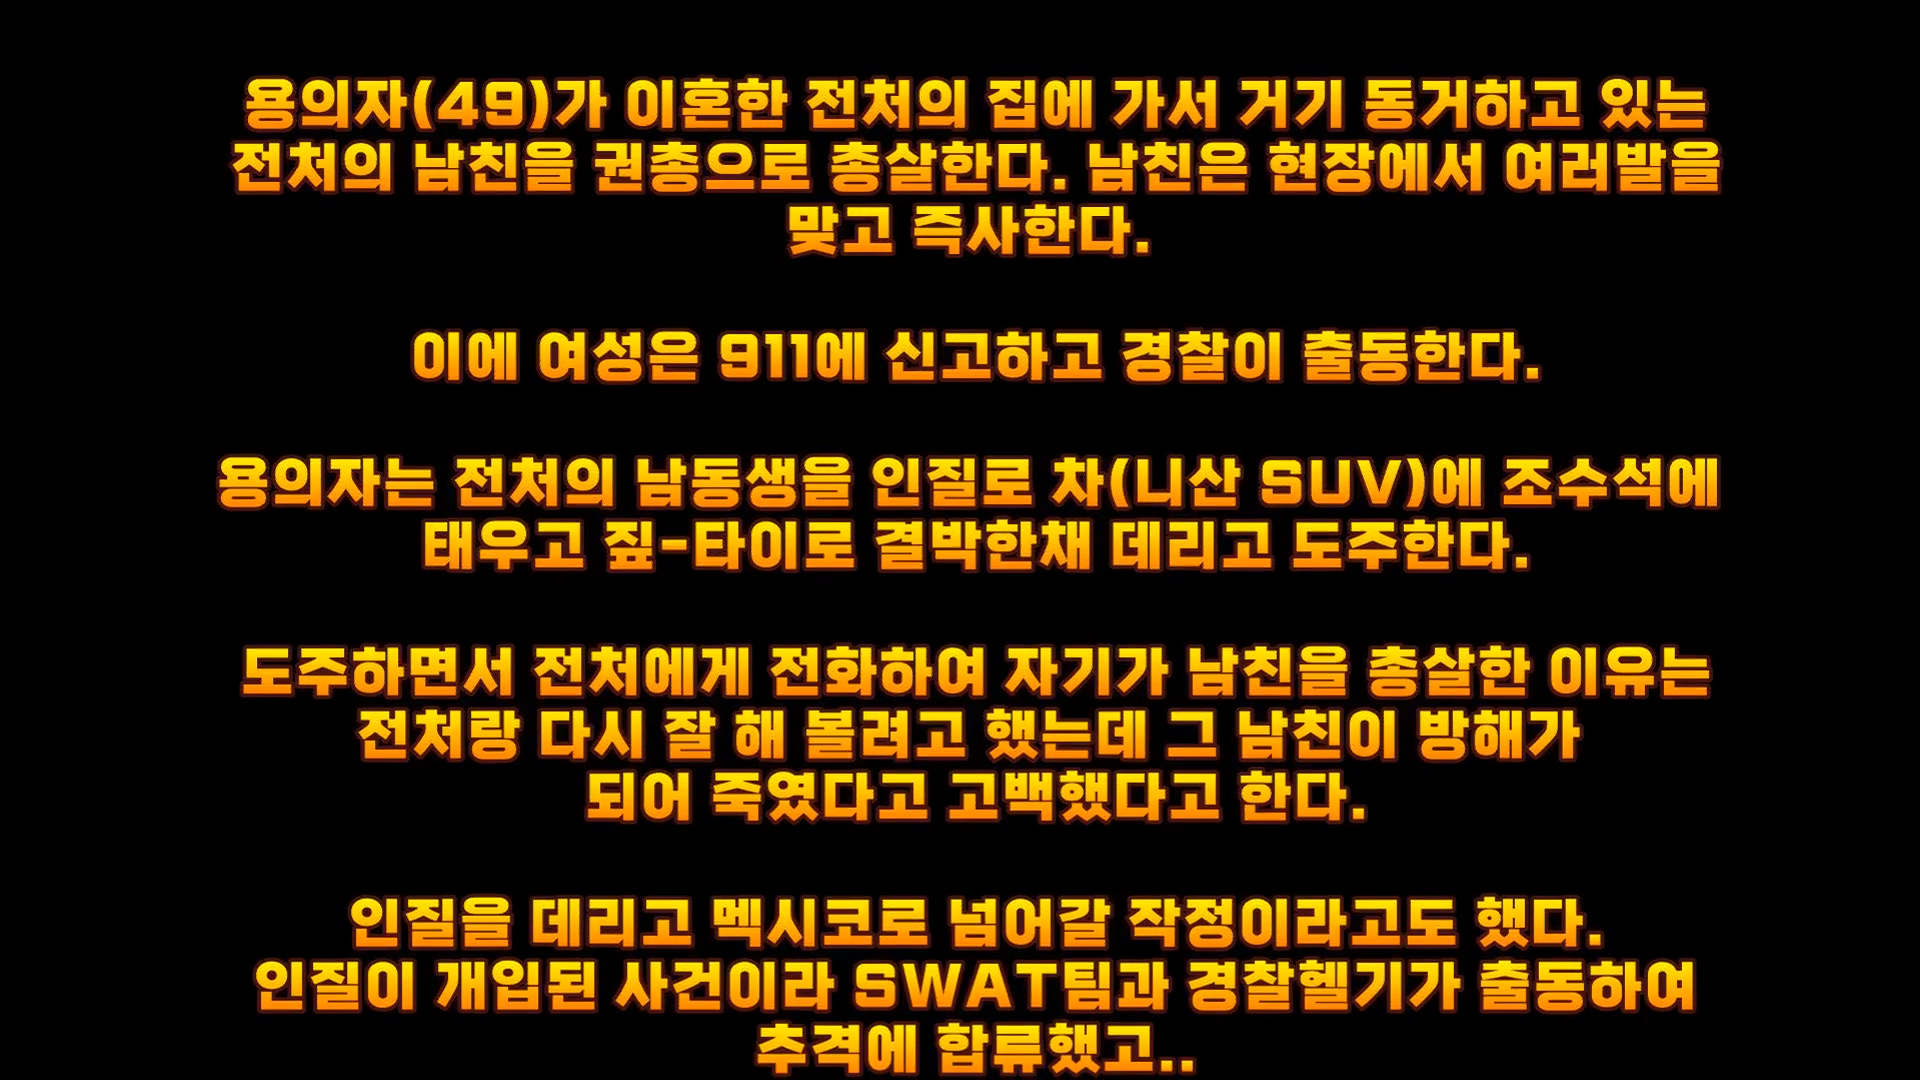 용의자(49)가 이혼한 전처의 집에 가서 거기 동거하고 있는
전처의 남친을 권총으로 총살한다. 남친은 현장에서 여러발을
맞고 즉사한다.
이에 여성은 911에 신고하고 경찰이 출동한다.
용의자는 전처의 남동생을 인질로 차(니산 SUV)에 조수석에
태우고 짚-타이로 결박한채 데리고 도주한다.
도주하면서 전처에게 전화하여 자기가 남친을 총살한 이유는
전처랑 다시 잘 해 볼려고 했는데 그 남친이 방해가
되어 죽였다고 고백했다고 한다.
인질을 데리고 멕시코로 넘어갈 작정이라고도 했다.
인질이 개입된 사건이라 SWAT팀과 경찰헬기가 출동하여
추격에 합류했고..